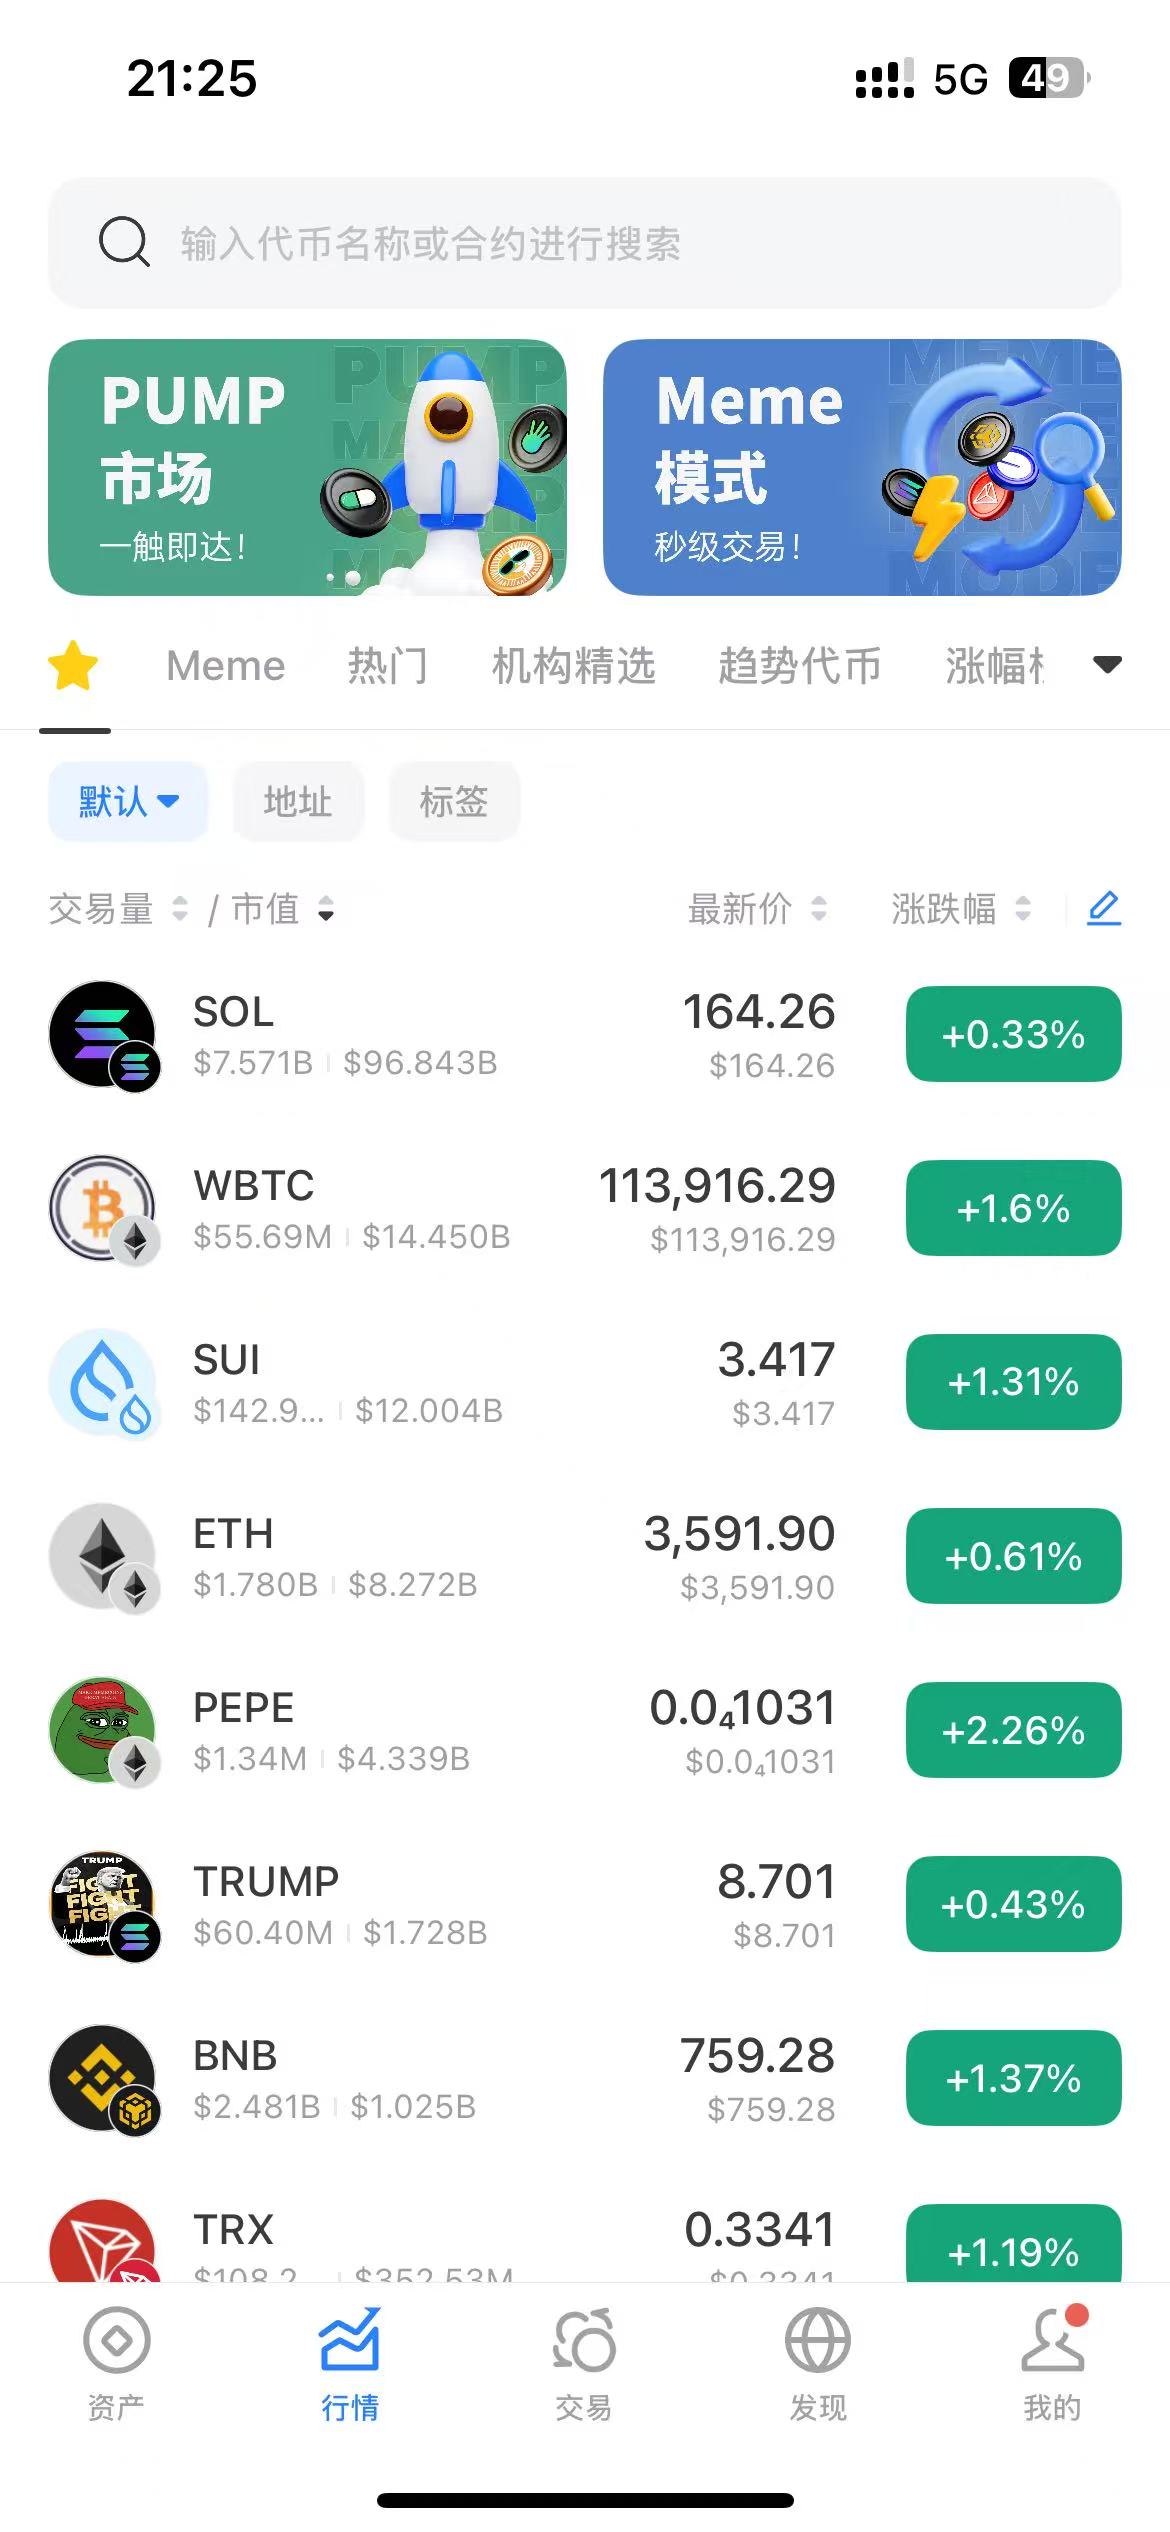 21:25 5G 49
输入代币名称或合约进行搜索
PUMP
市场
一触即达！
Meme
模式
秒级交易！
Meme 热门 机构精选 趋势代币 涨幅
默认 地址 标签
交易量 / 市值 最新价 涨跌幅
SOL 164.26 +0.33%
$7.571B $96.843B $164.26
WBTC 113,916.29 +1.6%
$55.69M $14.450B $113,916.29
SUI 3.417 +1.31%
$142.9... $12.004B $3.417
ETH 3,591.90 +0.61%
$1.780B $8.272B $3,591.90
PEPE 0.0₄1031 +2.26%
$1.34M $4.339B $0.0₄1031
TRUMP 8.701 +0.43%
$60.40M $1.728B $8.701
BNB 759.28 +1.37%
$2.481B $1.025B $759.28
TRX 0.3341 +1.19%
$108.2... $352.53M $0.3341
资产 行情 交易 发现 我的